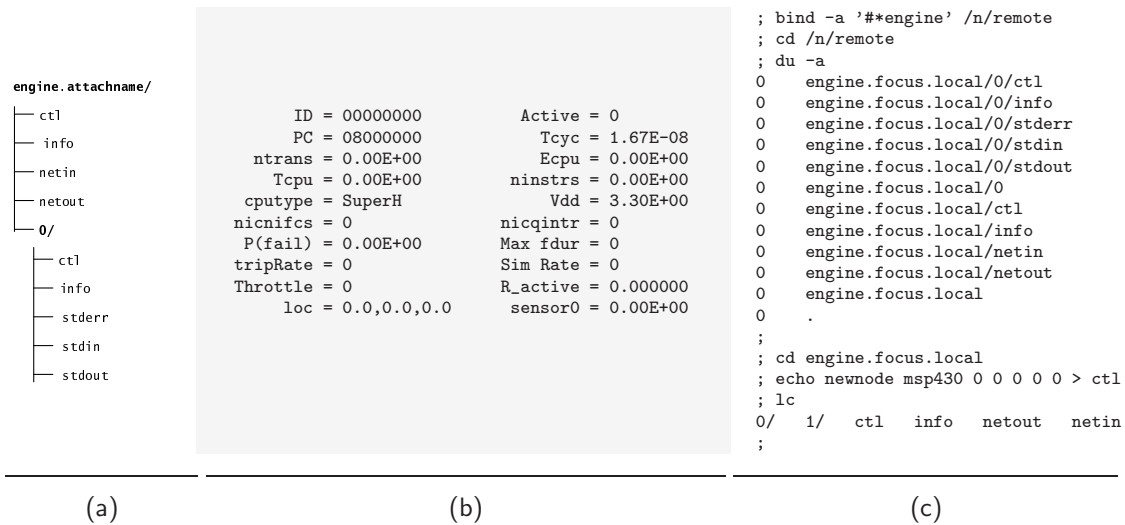 engine.attachname/
ctl
info
netin
netout
0/
ctl
info
stderr
stdin
stdout
(a)
ID = 00000000 Active = 0
PC = 08000000 Tcyc = 1.67E-08
ntrans = 0.00E+00 Ecpu = 0.00E+00
Tcpu = 0.00E+00 ninstrs = 0.00E+00
cputype = SuperH Vdd = 3.30E+00
nicnifcs = 0 nicqintr = 0
P(fail) = 0.00E+00 Max fdur = 0
tripRate = 0 Sim Rate = 0
Throttle = 0 R_active = 0.000000
loc = 0.0,0.0,0.0 sensor0 = 0.00E+00
(b)
; bind -a '#*engine' /n/remote
; cd /n/remote
; du -a
0 engine.focus.local/0/ctl
0 engine.focus.local/0/info
0 engine.focus.local/0/stderr
0 engine.focus.local/0/stdin
0 engine.focus.local/0/stdout
0 engine.focus.local/0
0 engine.focus.local/ctl
0 engine.focus.local/info
0 engine.focus.local/netin
0 engine.focus.local/netout
0 engine.focus.local
0 .
;
; cd engine.focus.local
; echo newnode msp430 0 0 0 0 0 > ctl
; lc
0/ 1/ ctl info netout netin
;
(c)